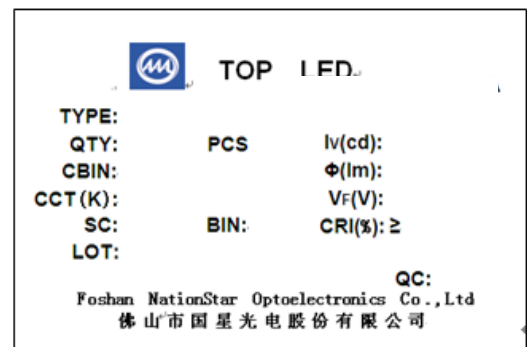 TOP LED
TYPE:
QTY: PCS IV(cd):
CBIN: Φ(lm):
CCT(K): VF(V):
SC: BIN: CRI(%):≥
LOT:
QC:
Foshan NationStar Optoelectronics Co.,Ltd
佛山市国星光电股份有限公司